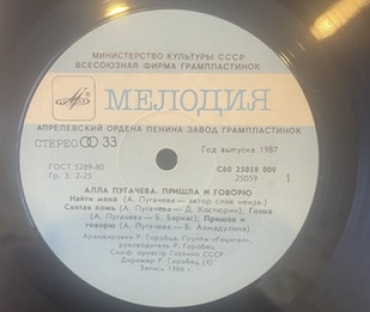 МИНИСТЕРСТВО КУЛЬТУРЫ СССР
ВСЕСОЮЗНАЯ ФИРМА ГРАМПЛАСТИНОК
МЕЛОДИЯ
АПРЕЛЕВСКИЙ ОРДЕНА ЛЕНИНА ЗАВОД ГРАМПЛАСТИНОК
СТЕРЕО 33
Год выпуска 1987
ГОСТ 5289-80
Гр. 3. 2-25
С60 25059 009
25059
1
АЛЛА ПУГАЧЕВА. ПРИШЛА И ГОВОРЮ
Найти меня (А. Пугачева — автор слов неизв.)
Святая ложь (А. Пугачева — Д. Костюрин); Гонка
(А. Пугачева — Б. Баркас); Пришла и
говорю (А. Пугачева — Б. Ахмадулина)
Аранжировки Р. Горобца. Группа «Рецитал»,
руководитель Р. Горобец
Симф. оркестр Госкино СССР
Дирижер Р. Горобец (4)
Запись 1986 г.